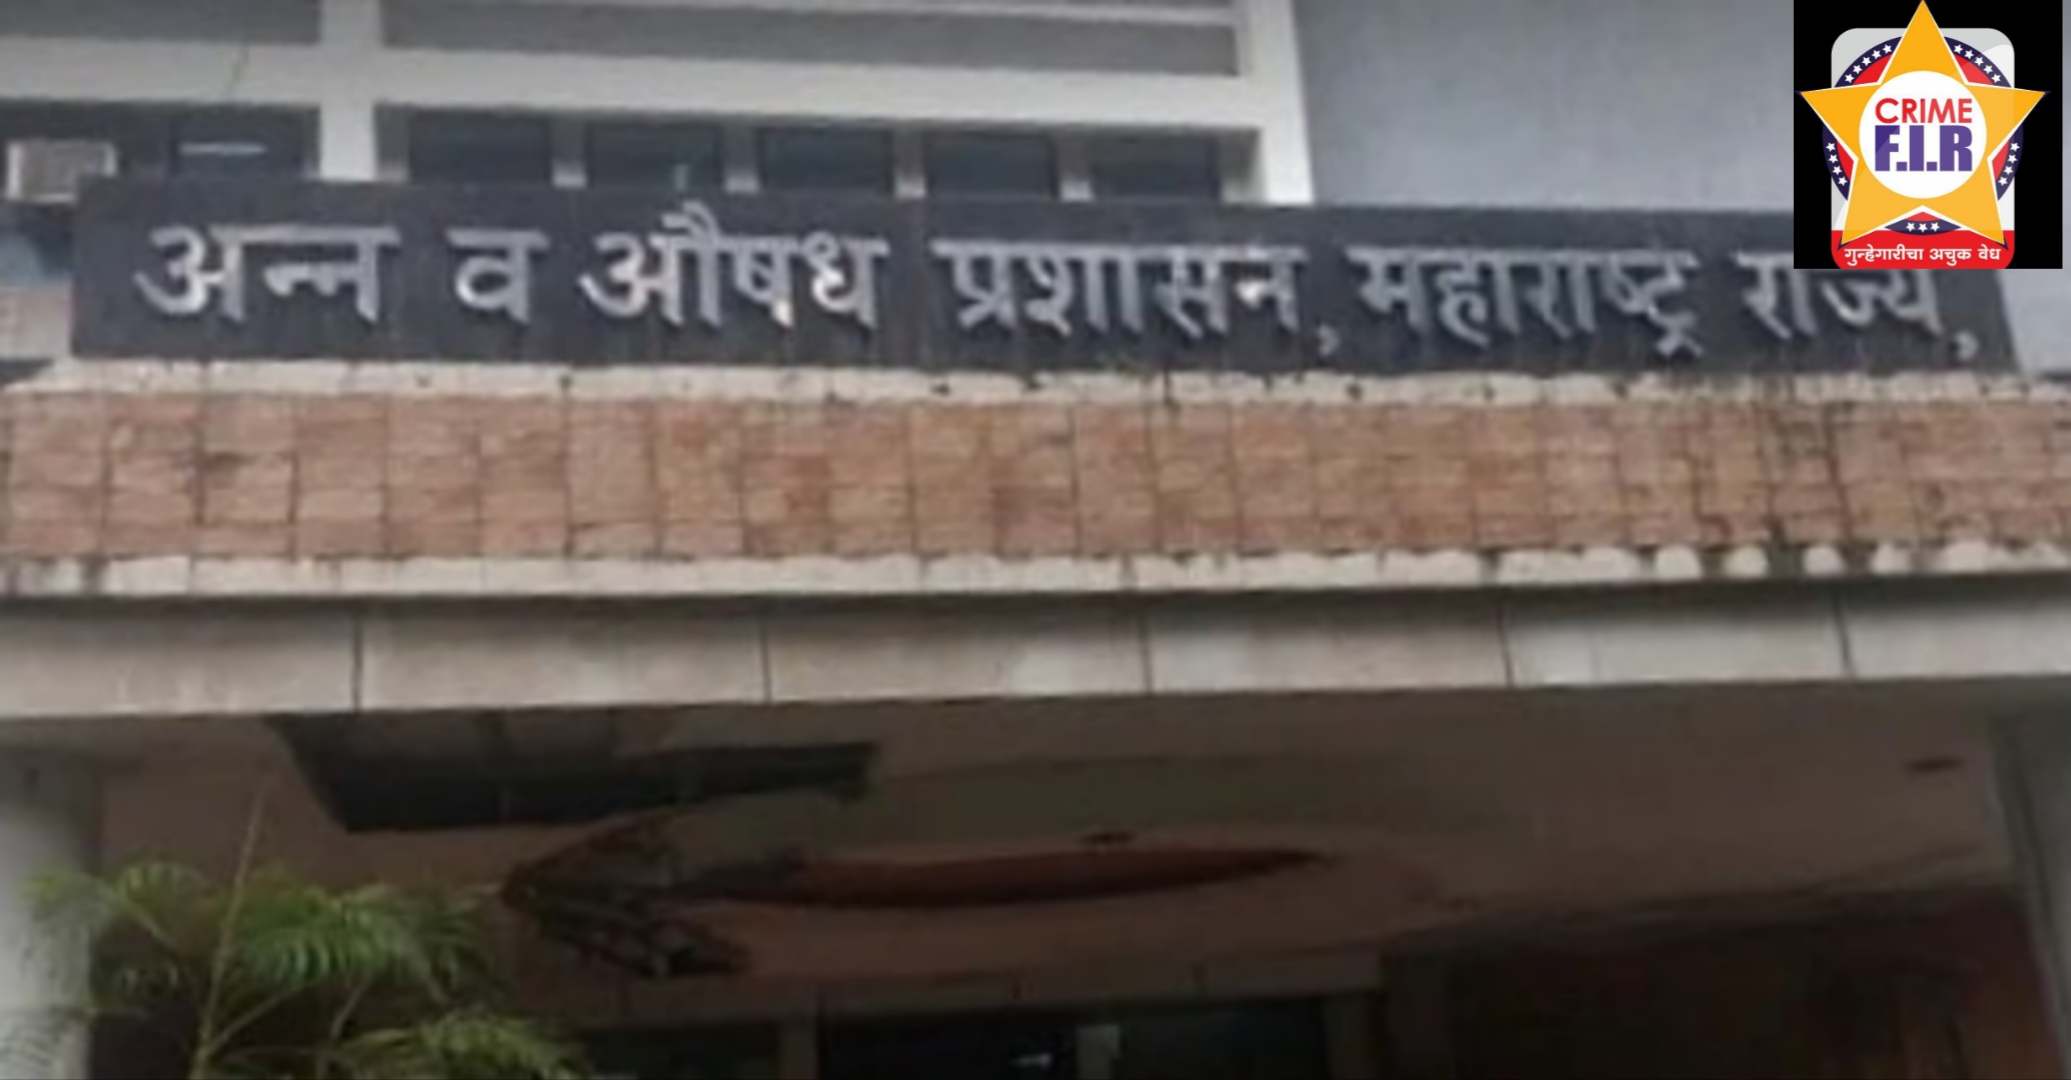 अन्न व औषध प्रशासन, महाराष्ट्र राज्य,
CRIME
F.I.R
गुन्हेगारीचा अचुक वेध